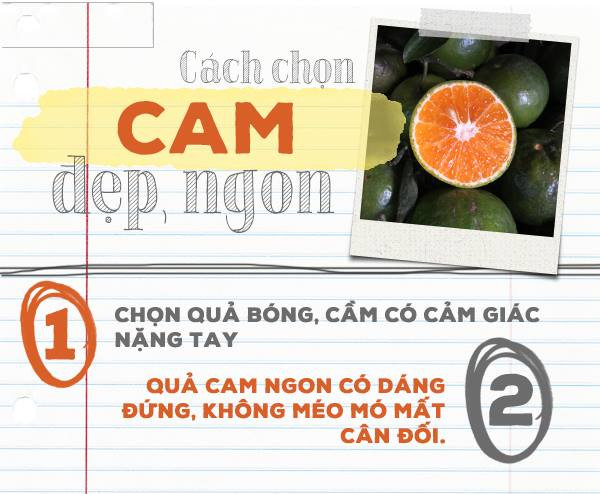 Cách chọn
CAM
đẹp, ngon
1
CHỌN QUẢ BÓNG, CẦM CÓ CẢM GIÁC
NẶNG TAY
QUẢ CAM NGON CÓ DÁNG
ĐỨNG, KHÔNG MÉO MÓ MẤT
CÂN ĐỐI.
2